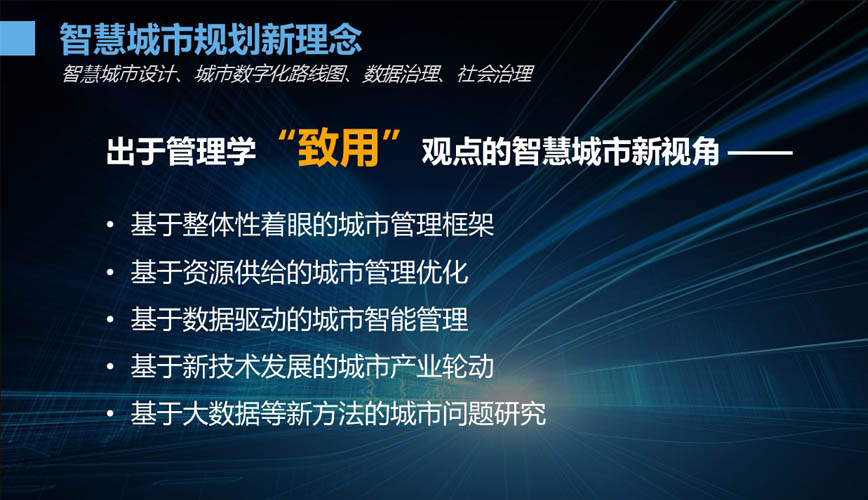 智慧城市规划新理念
智慧城市设计、城市数字化路线图、数据治理、社会治理
出于管理学“致用”观点的智慧城市新视角 ——
• 基于整体性着眼的城市管理框架
• 基于资源供给的城市管理优化
• 基于数据驱动的城市智能管理
• 基于新技术发展的城市产业轮动
• 基于大数据等新方法的城市问题研究